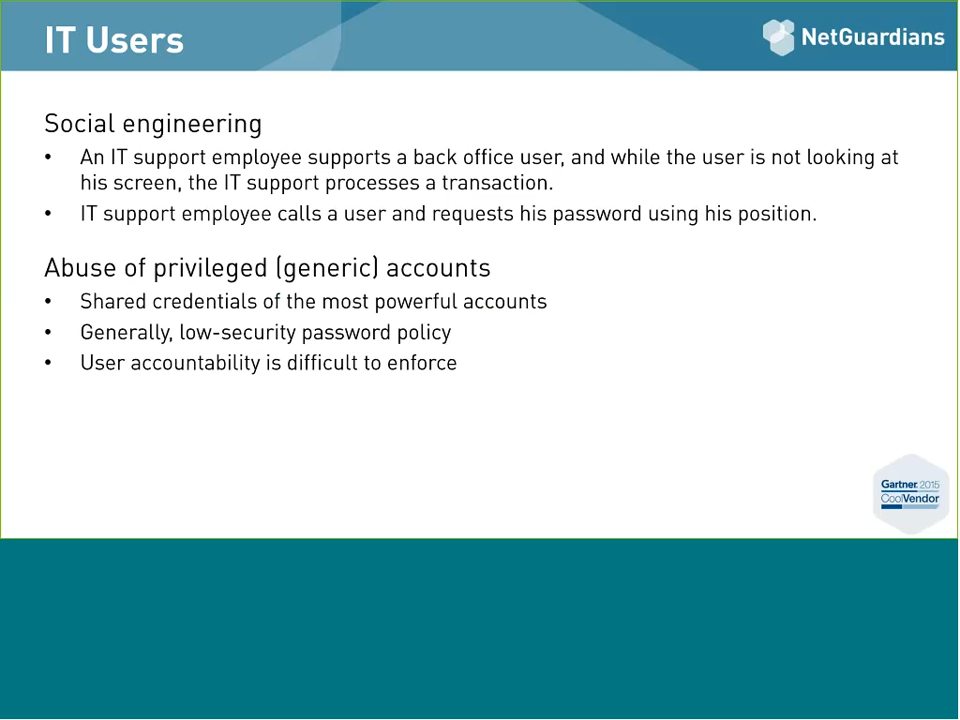 IT Users
NetGuardians
Social engineering
• An IT support employee supports a back office user, and while the user is not looking at
his screen, the IT support processes a transaction.
• IT support employee calls a user and requests his password using his position.
Abuse of privileged (generic) accounts
• Shared credentials of the most powerful accounts
• Generally, low-security password policy
• User accountability is difficult to enforce
Gartner 2015
CoolVendor